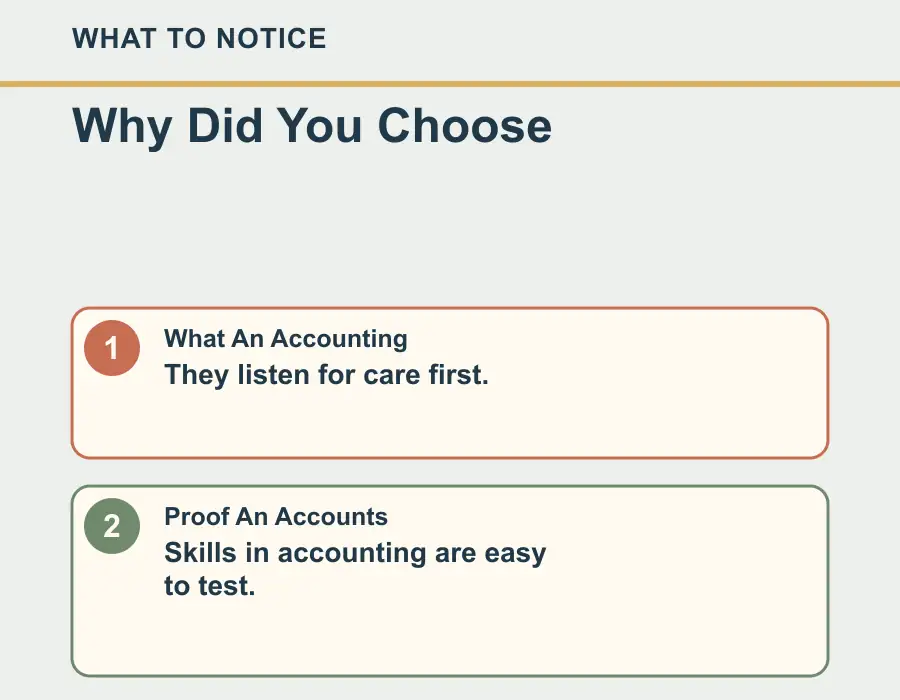 WHAT TO NOTICE
Why Did You Choose
1
What An Accounting
They listen for care first.
2
Proof An Accounts
Skills in accounting are easy
to test.